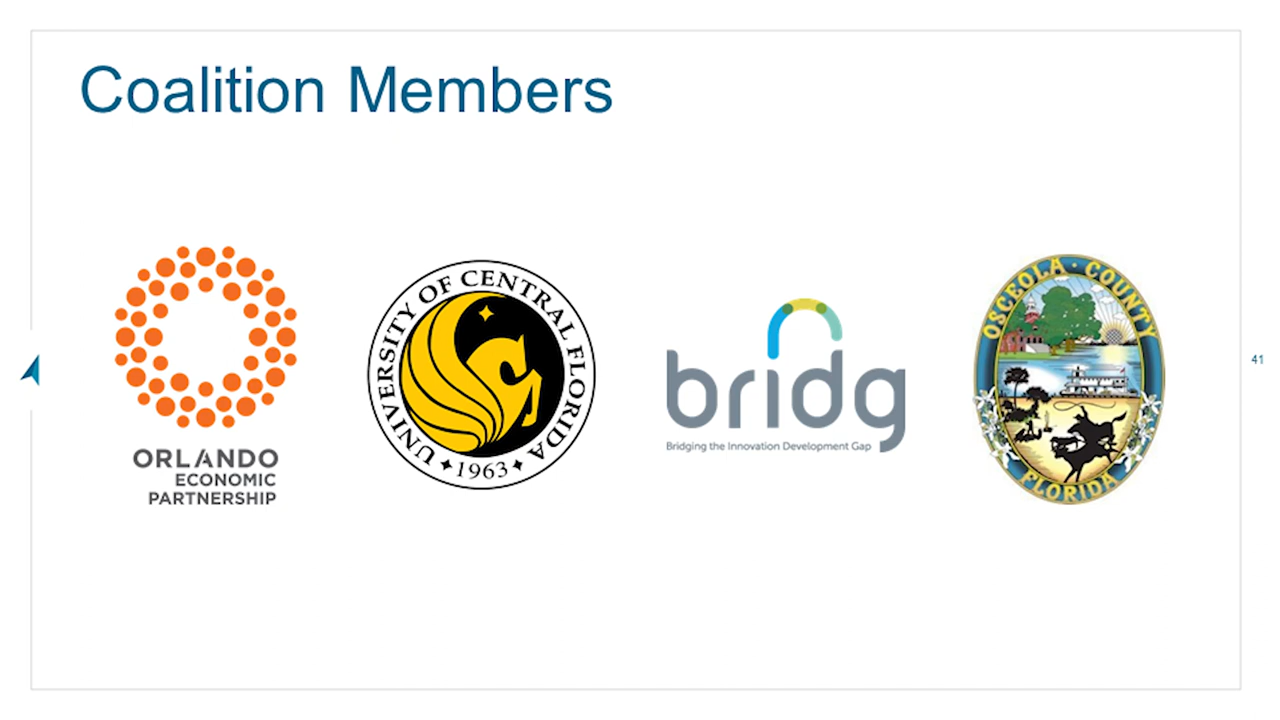 Coalition Members
ORLANDO
ECONOMIC
PARTNERSHIP
UNIVERSITY OF CENTRAL FLORIDA
1963
bridg
Bridging the Innovation Development Gap
OSCEOLA · COUNTY
FLORIDA
41